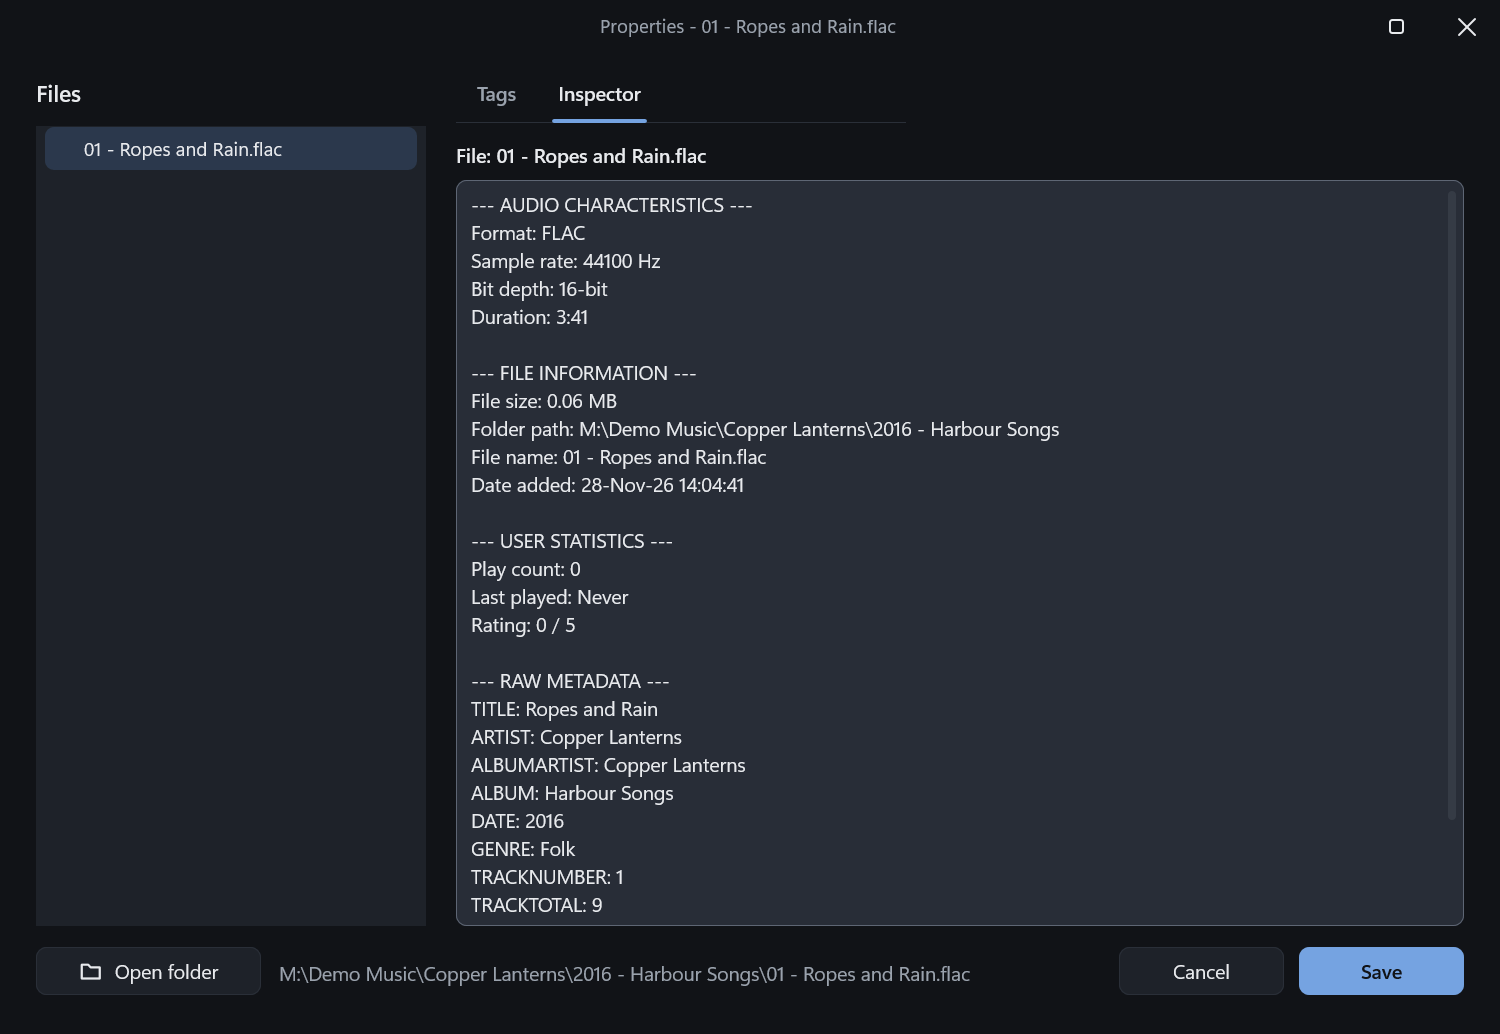 Properties - 01 - Ropes and Rain.flac
Files
Tags
Inspector
01 - Ropes and Rain.flac
File: 01 - Ropes and Rain.flac
--- AUDIO CHARACTERISTICS ---
Format: FLAC
Sample rate: 44100 Hz
Bit depth: 16-bit
Duration: 3:41
--- FILE INFORMATION ---
File size: 0.06 MB
Folder path: M:\Demo Music\Copper Lanterns\2016 - Harbour Songs
File name: 01 - Ropes and Rain.flac
Date added: 28-Nov-26 14:04:41
--- USER STATISTICS ---
Play count: 0
Last played: Never
Rating: 0 / 5
--- RAW METADATA ---
TITLE: Ropes and Rain
ARTIST: Copper Lanterns
ALBUMARTIST: Copper Lanterns
ALBUM: Harbour Songs
DATE: 2016
GENRE: Folk
TRACKNUMBER: 1
TRACKTOTAL: 9
Open folder
M:\Demo Music\Copper Lanterns\2016 - Harbour Songs\01 - Ropes and Rain.flac
Cancel
Save